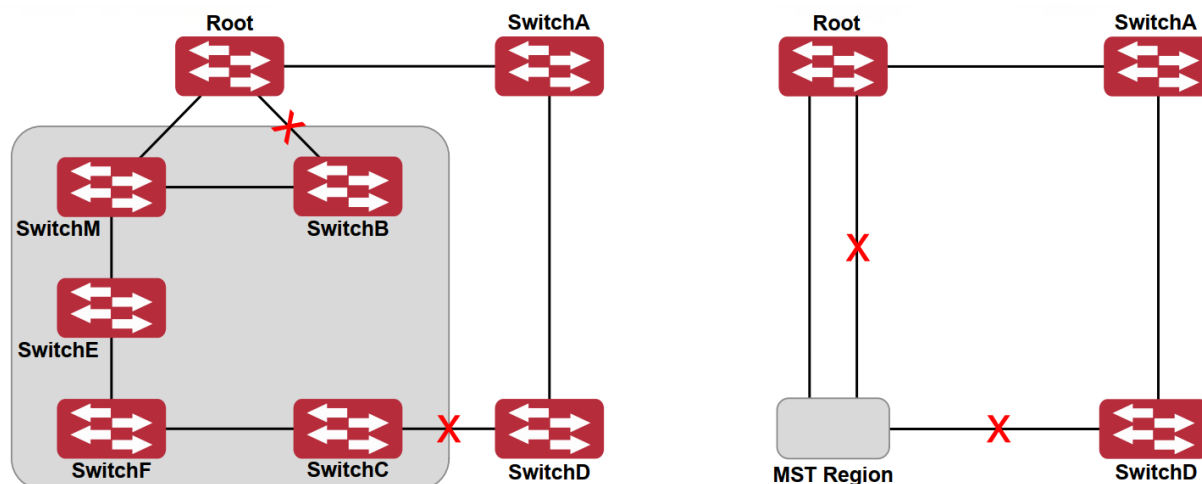 Root
SwitchA
SwitchM
SwitchB
SwitchE
SwitchF
SwitchC
SwitchD
Root
SwitchA
MST Region
SwitchD